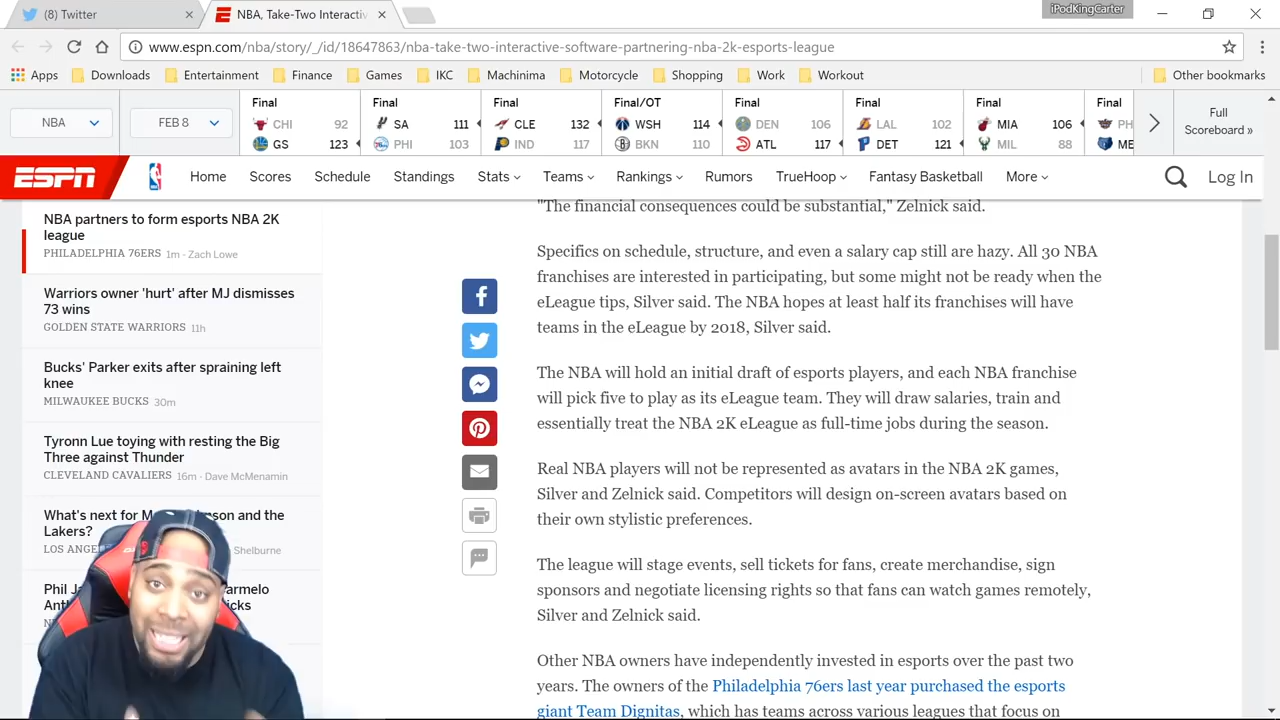 (8) Twitter
NBA, Take-Two Interactiv
iPodKingCarter
www.espn.com/nba/story/_/id/18647863/nba-take-two-interactive-software-partnering-nba-2k-esports-league
Apps Downloads Entertainment Finance Games IKC Machinima Motorcycle Shopping Work Workout Other bookmarks
NBA FEB 8
Final
CHI 92
GS 123
Final
SA 111
PHI 103
Final
CLE 132
IND 117
Final/OT
WSH 114
BKN 110
Final
DEN 106
ATL 117
Final
LAL 102
DET 121
Final
MIA 106
MIL 88
Final
PH
ME
Full
Scoreboard »
ESPN Home Scores Schedule Standings Stats Teams Rankings Rumors TrueHoop Fantasy Basketball More Log In
NBA partners to form esports NBA 2K
league
PHILADELPHIA 76ERS 1m - Zach Lowe
Warriors owner 'hurt' after MJ dismisses
73 wins
GOLDEN STATE WARRIORS 11h
Bucks' Parker exits after spraining left
knee
MILWAUKEE BUCKS 30m
Tyronn Lue toying with resting the Big
Three against Thunder
CLEVELAND CAVALIERS 16m - Dave McMenamin
What's next for M nson and the
Lakers?
LOS ANGEL Shelburne
Phil Ja armelo
Anth icks
N
"The financial consequences could be substantial," Zelnick said.
Specifics on schedule, structure, and even a salary cap still are hazy. All 30 NBA
franchises are interested in participating, but some might not be ready when the
eLeague tips, Silver said. The NBA hopes at least half its franchises will have
teams in the eLeague by 2018, Silver said.
The NBA will hold an initial draft of esports players, and each NBA franchise
will pick five to play as its eLeague team. They will draw salaries, train and
essentially treat the NBA 2K eLeague as full-time jobs during the season.
Real NBA players will not be represented as avatars in the NBA 2K games,
Silver and Zelnick said. Competitors will design on-screen avatars based on
their own stylistic preferences.
The league will stage events, sell tickets for fans, create merchandise, sign
sponsors and negotiate licensing rights so that fans can watch games remotely,
Silver and Zelnick said.
Other NBA owners have independently invested in esports over the past two
years. The owners of the Philadelphia 76ers last year purchased the esports
giant Team Dignitas, which has teams across various leagues that focus on